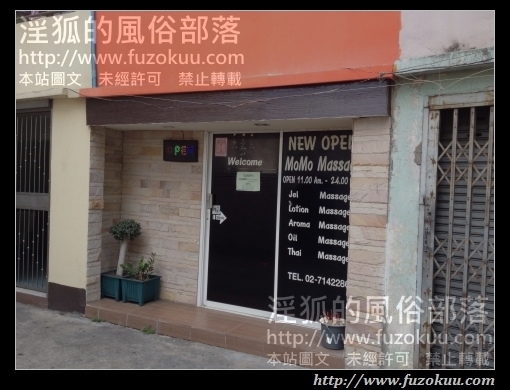 淫狐的風俗部落
http://www.fuzokuu.com
本站圖文 未經許可 禁止轉載
NEW OPEN
Welcome
MoMo Massage
OPEN 11.00 Am. - 24.00
Jel Massage
Lotion Massage
Aroma Massage
Oil Massage
Thai Massage
TEL. 02-7142280
淫狐的風俗部落
http://www.fuzokuu.com
本站圖文 未經許可 禁止轉載
http://www.fuzokuu.com